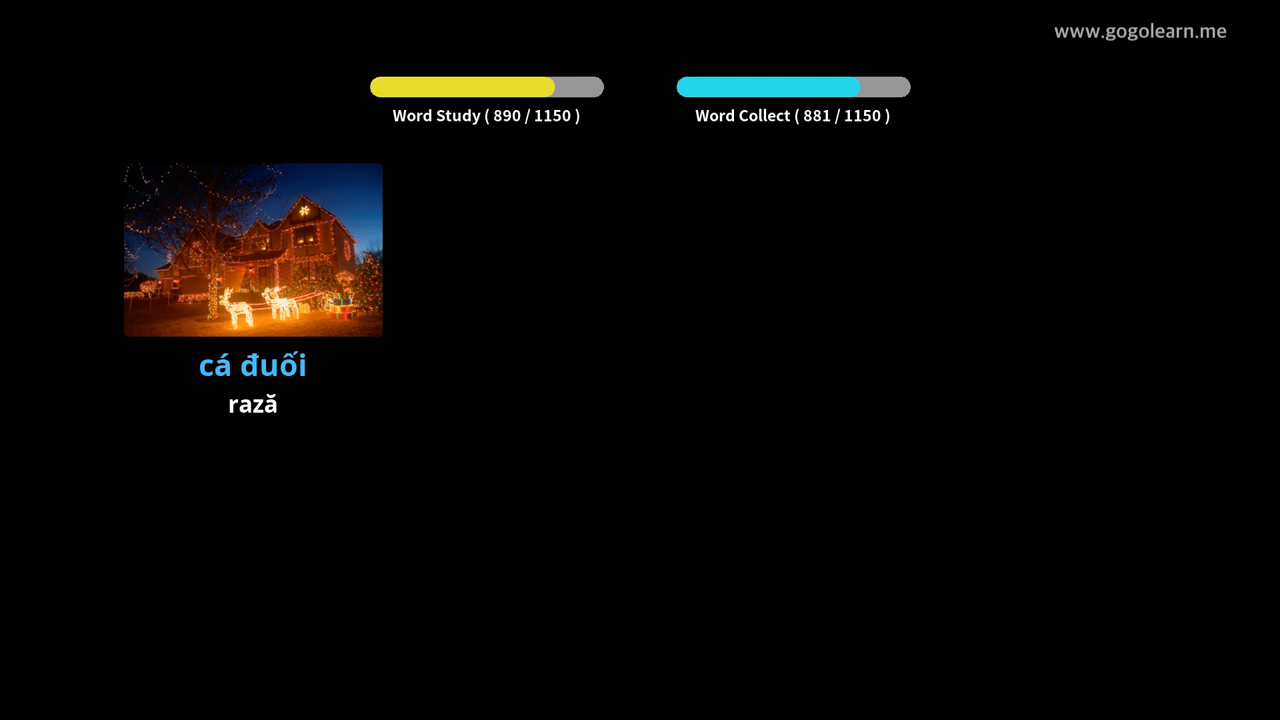 www.gogolearn.me
Word Study ( 890 / 1150 )
Word Collect ( 881 / 1150 )
cá đuối
rază